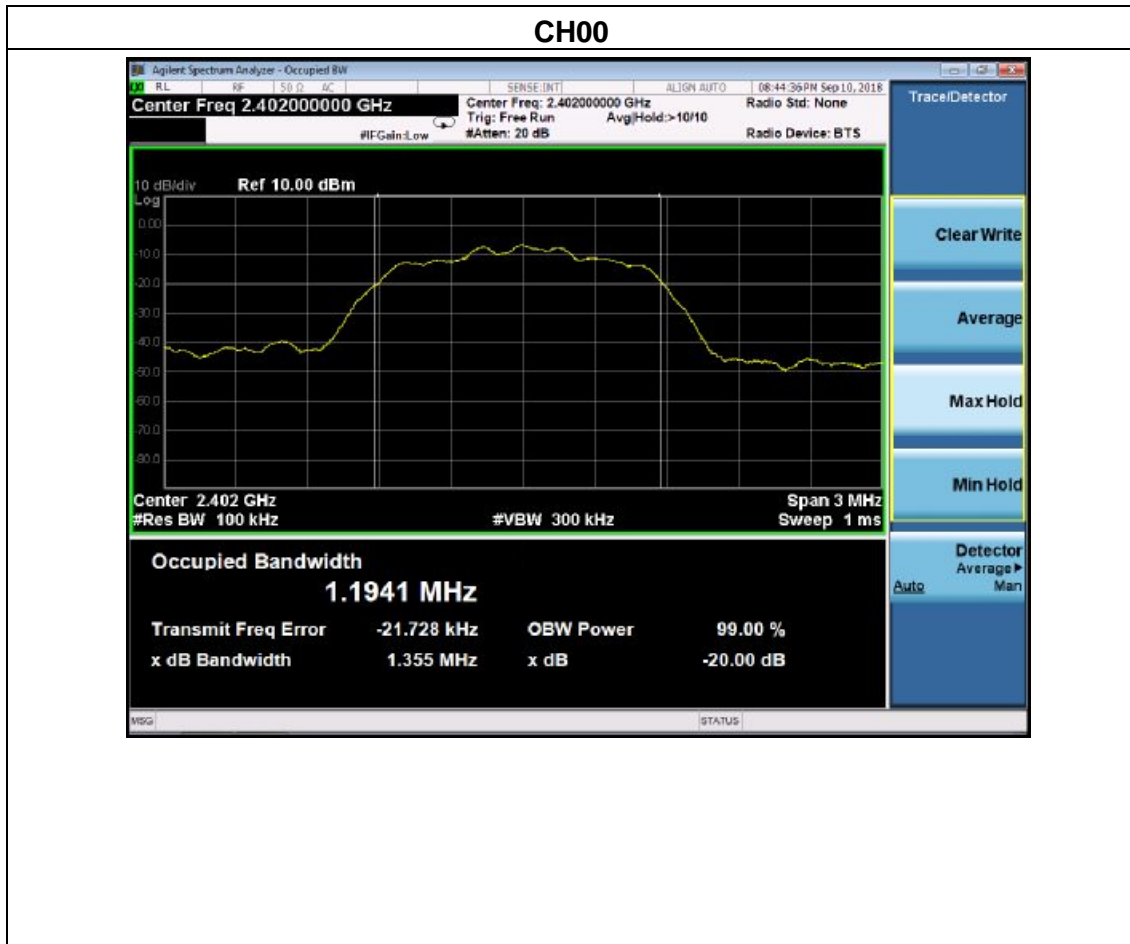 CH00
Agilent Spectrum Analyzer - Occupied BW
RL RF 50 Ω AC SENSE:INT ALIGN AUTO 08:44:36PM Sep 10, 2018
Center Freq 2.402000000 GHz
Center Freq: 2.402000000 GHz
Radio Std: None
Trig: Free Run Avg|Hold:>10/10
#IFGain:Low
#Atten: 20 dB
Radio Device: BTS
Trace/Detector
10 dB/div Ref 10.00 dBm
Log
0.00
-10.0
-20.0
-30.0
-40.0
-50.0
-60.0
-70.0
-80.0
Center 2.402 GHz
Span 3 MHz
#Res BW 100 kHz
#VBW 300 kHz
Sweep 1 ms
Occupied Bandwidth
1.1941 MHz
Transmit Freq Error -21.728 kHz OBW Power 99.00 %
x dB Bandwidth 1.355 MHz x dB -20.00 dB
Clear Write
Average
Max Hold
Min Hold
Detector
Average▶
Auto Man
MSG
STATUS